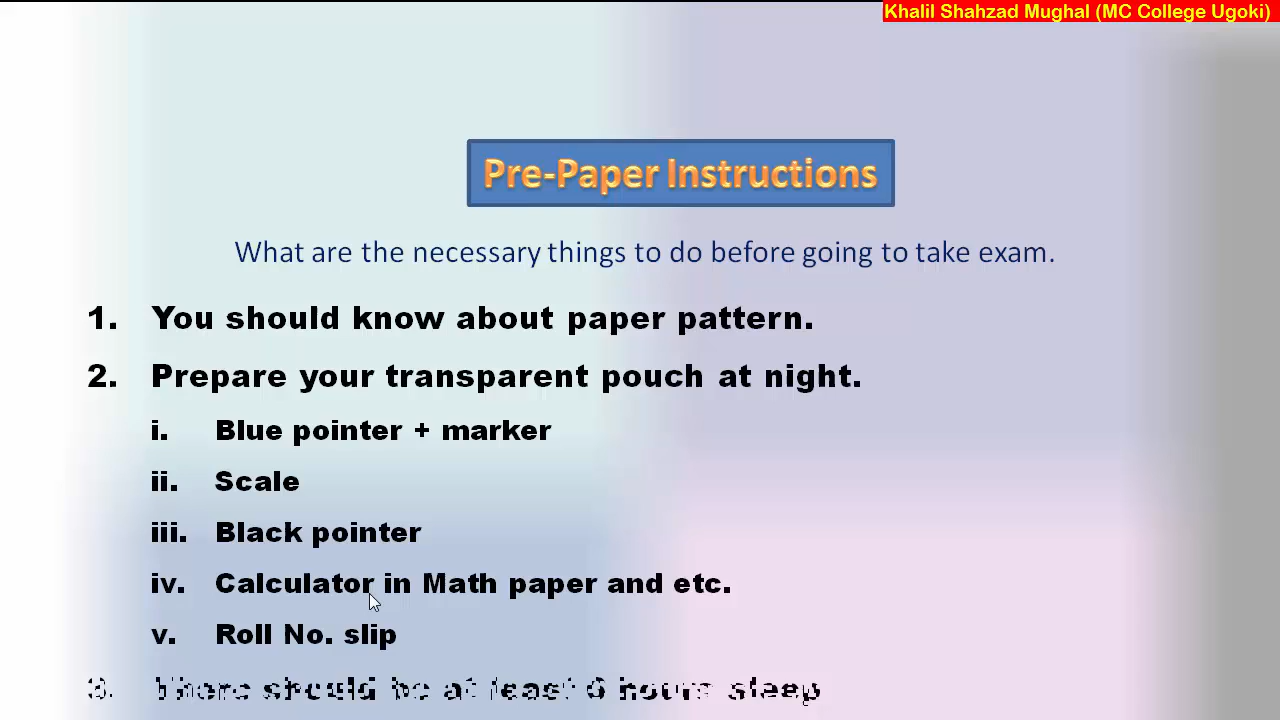 Khalil Shahzad Mughal (MC College Ugoki)
Pre-Paper Instructions
What are the necessary things to do before going to take exam.
1. You should know about paper pattern.
2. Prepare your transparent pouch at night.
i. Blue pointer + marker
ii. Scale
iii. Black pointer
iv. Calculator in Math paper and etc.
v. Roll No. slip
3. There should be at least 6 hours sleep